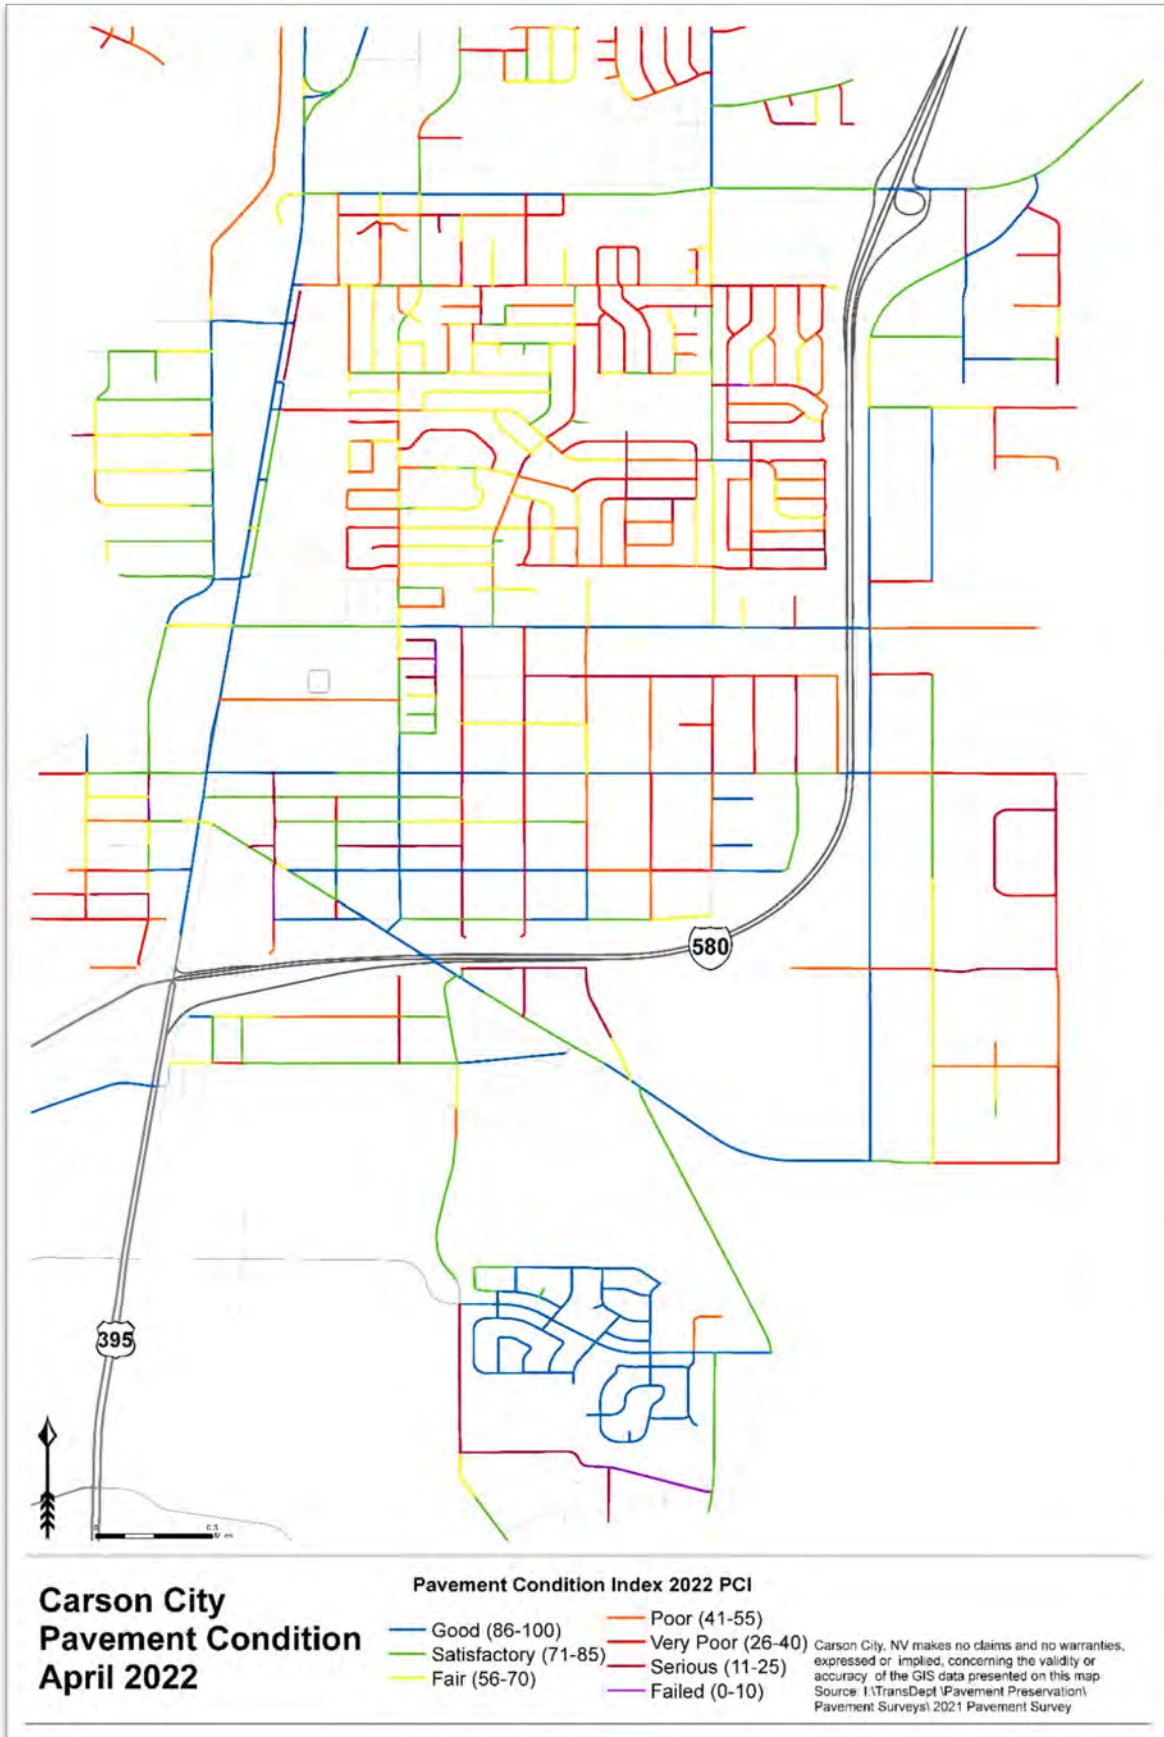 580
395
0.5
Carson City
Pavement Condition
April 2022
Pavement Condition Index 2022 PCI
Good (86-100)
Satisfactory (71-85)
Fair (56-70)
Poor (41-55)
Very Poor (26-40)
Serious (11-25)
Failed (0-10)
Carson City, NV makes no claims and no warranties,
expressed or implied, concerning the validity or
accuracy of the GIS data presented on this map
Source: I:\TransDept \Pavement Preservation\
Pavement Surveys\ 2021 Pavement Survey